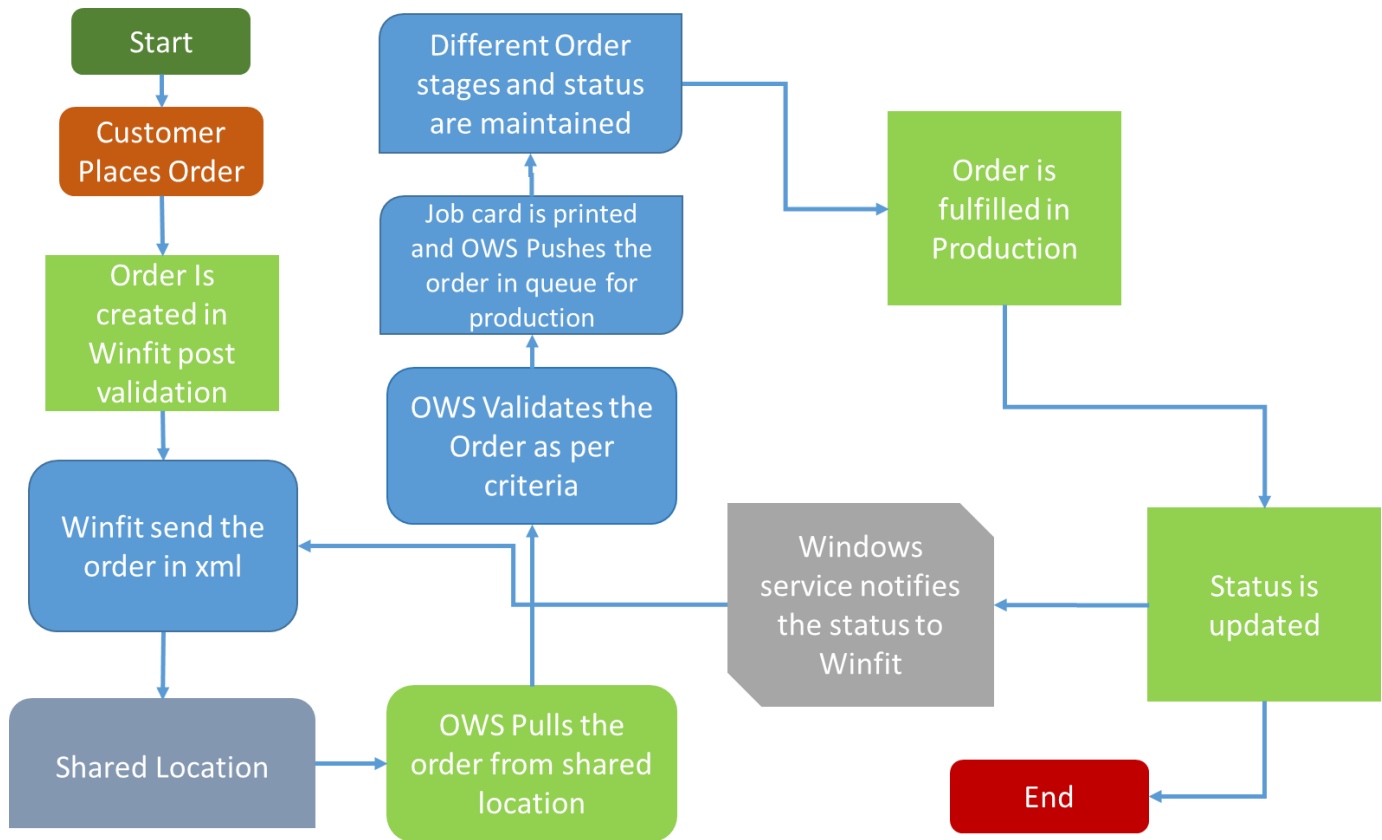 Start
Customer
Places Order
Order Is
created in
Winfit post
validation
Winfit send the
order in xml
Shared Location
OWS Pulls the
order from shared
location
OWS Validates the
Order as per
criteria
Job card is printed
and OWS Pushes the
order in queue for
production
Different Order
stages and status
are maintained
Order is
fulfilled in
Production
Status is
updated
Windows
service notifies
the status to
Winfit
End